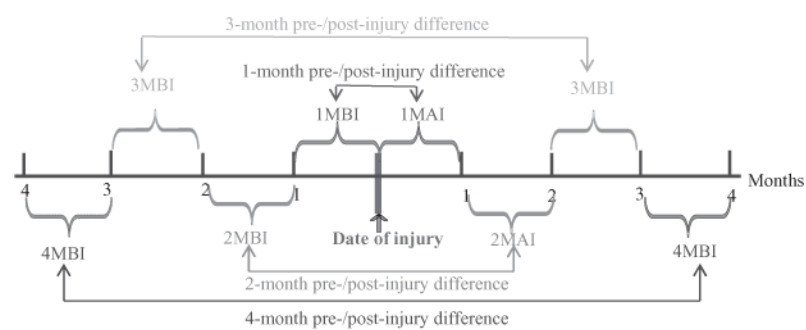 3-month pre-/post-injury difference
1-month pre-/post-injury difference
3MBI
3MBI
1MBI
1MAI
4
3
2
1
1
2
3
4
Months
4MBI
2MBI
Date of injury
2MAI
4MBI
2-month pre-/post-injury difference
4-month pre-/post-injury difference